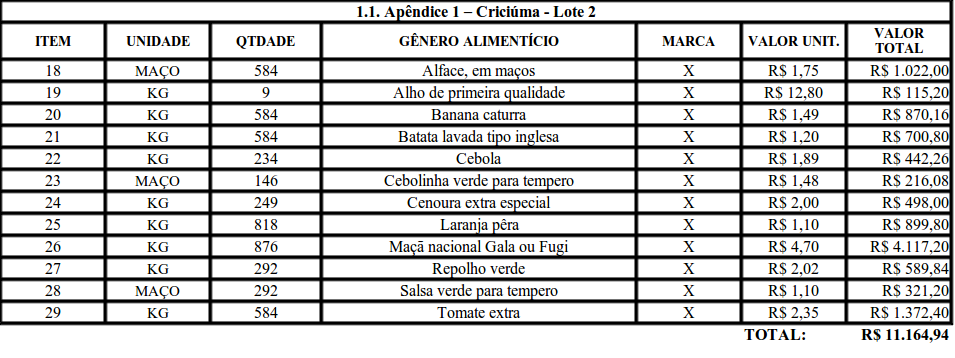 1.1. Apêndice 1 – Criciúma - Lote 2
ITEM UNIDADE QTDADE GÊNERO ALIMENTÍCIO MARCA VALOR UNIT. VALOR TOTAL
18 MAÇO 584 Alface, em maços X R$ 1,75 R$ 1.022,00
19 KG 9 Alho de primeira qualidade X R$ 12,80 R$ 115,20
20 KG 584 Banana caturra X R$ 1,49 R$ 870,16
21 KG 584 Batata lavada tipo inglesa X R$ 1,20 R$ 700,80
22 KG 234 Cebola X R$ 1,89 R$ 442,26
23 MAÇO 146 Cebolinha verde para tempero X R$ 1,48 R$ 216,08
24 KG 249 Cenoura extra especial X R$ 2,00 R$ 498,00
25 KG 818 Laranja pêra X R$ 1,10 R$ 899,80
26 KG 876 Maçã nacional Gala ou Fugi X R$ 4,70 R$ 4.117,20
27 KG 292 Repolho verde X R$ 2,02 R$ 589,84
28 MAÇO 292 Salsa verde para tempero X R$ 1,10 R$ 321,20
29 KG 584 Tomate extra X R$ 2,35 R$ 1.372,40
TOTAL: R$ 11.164,94